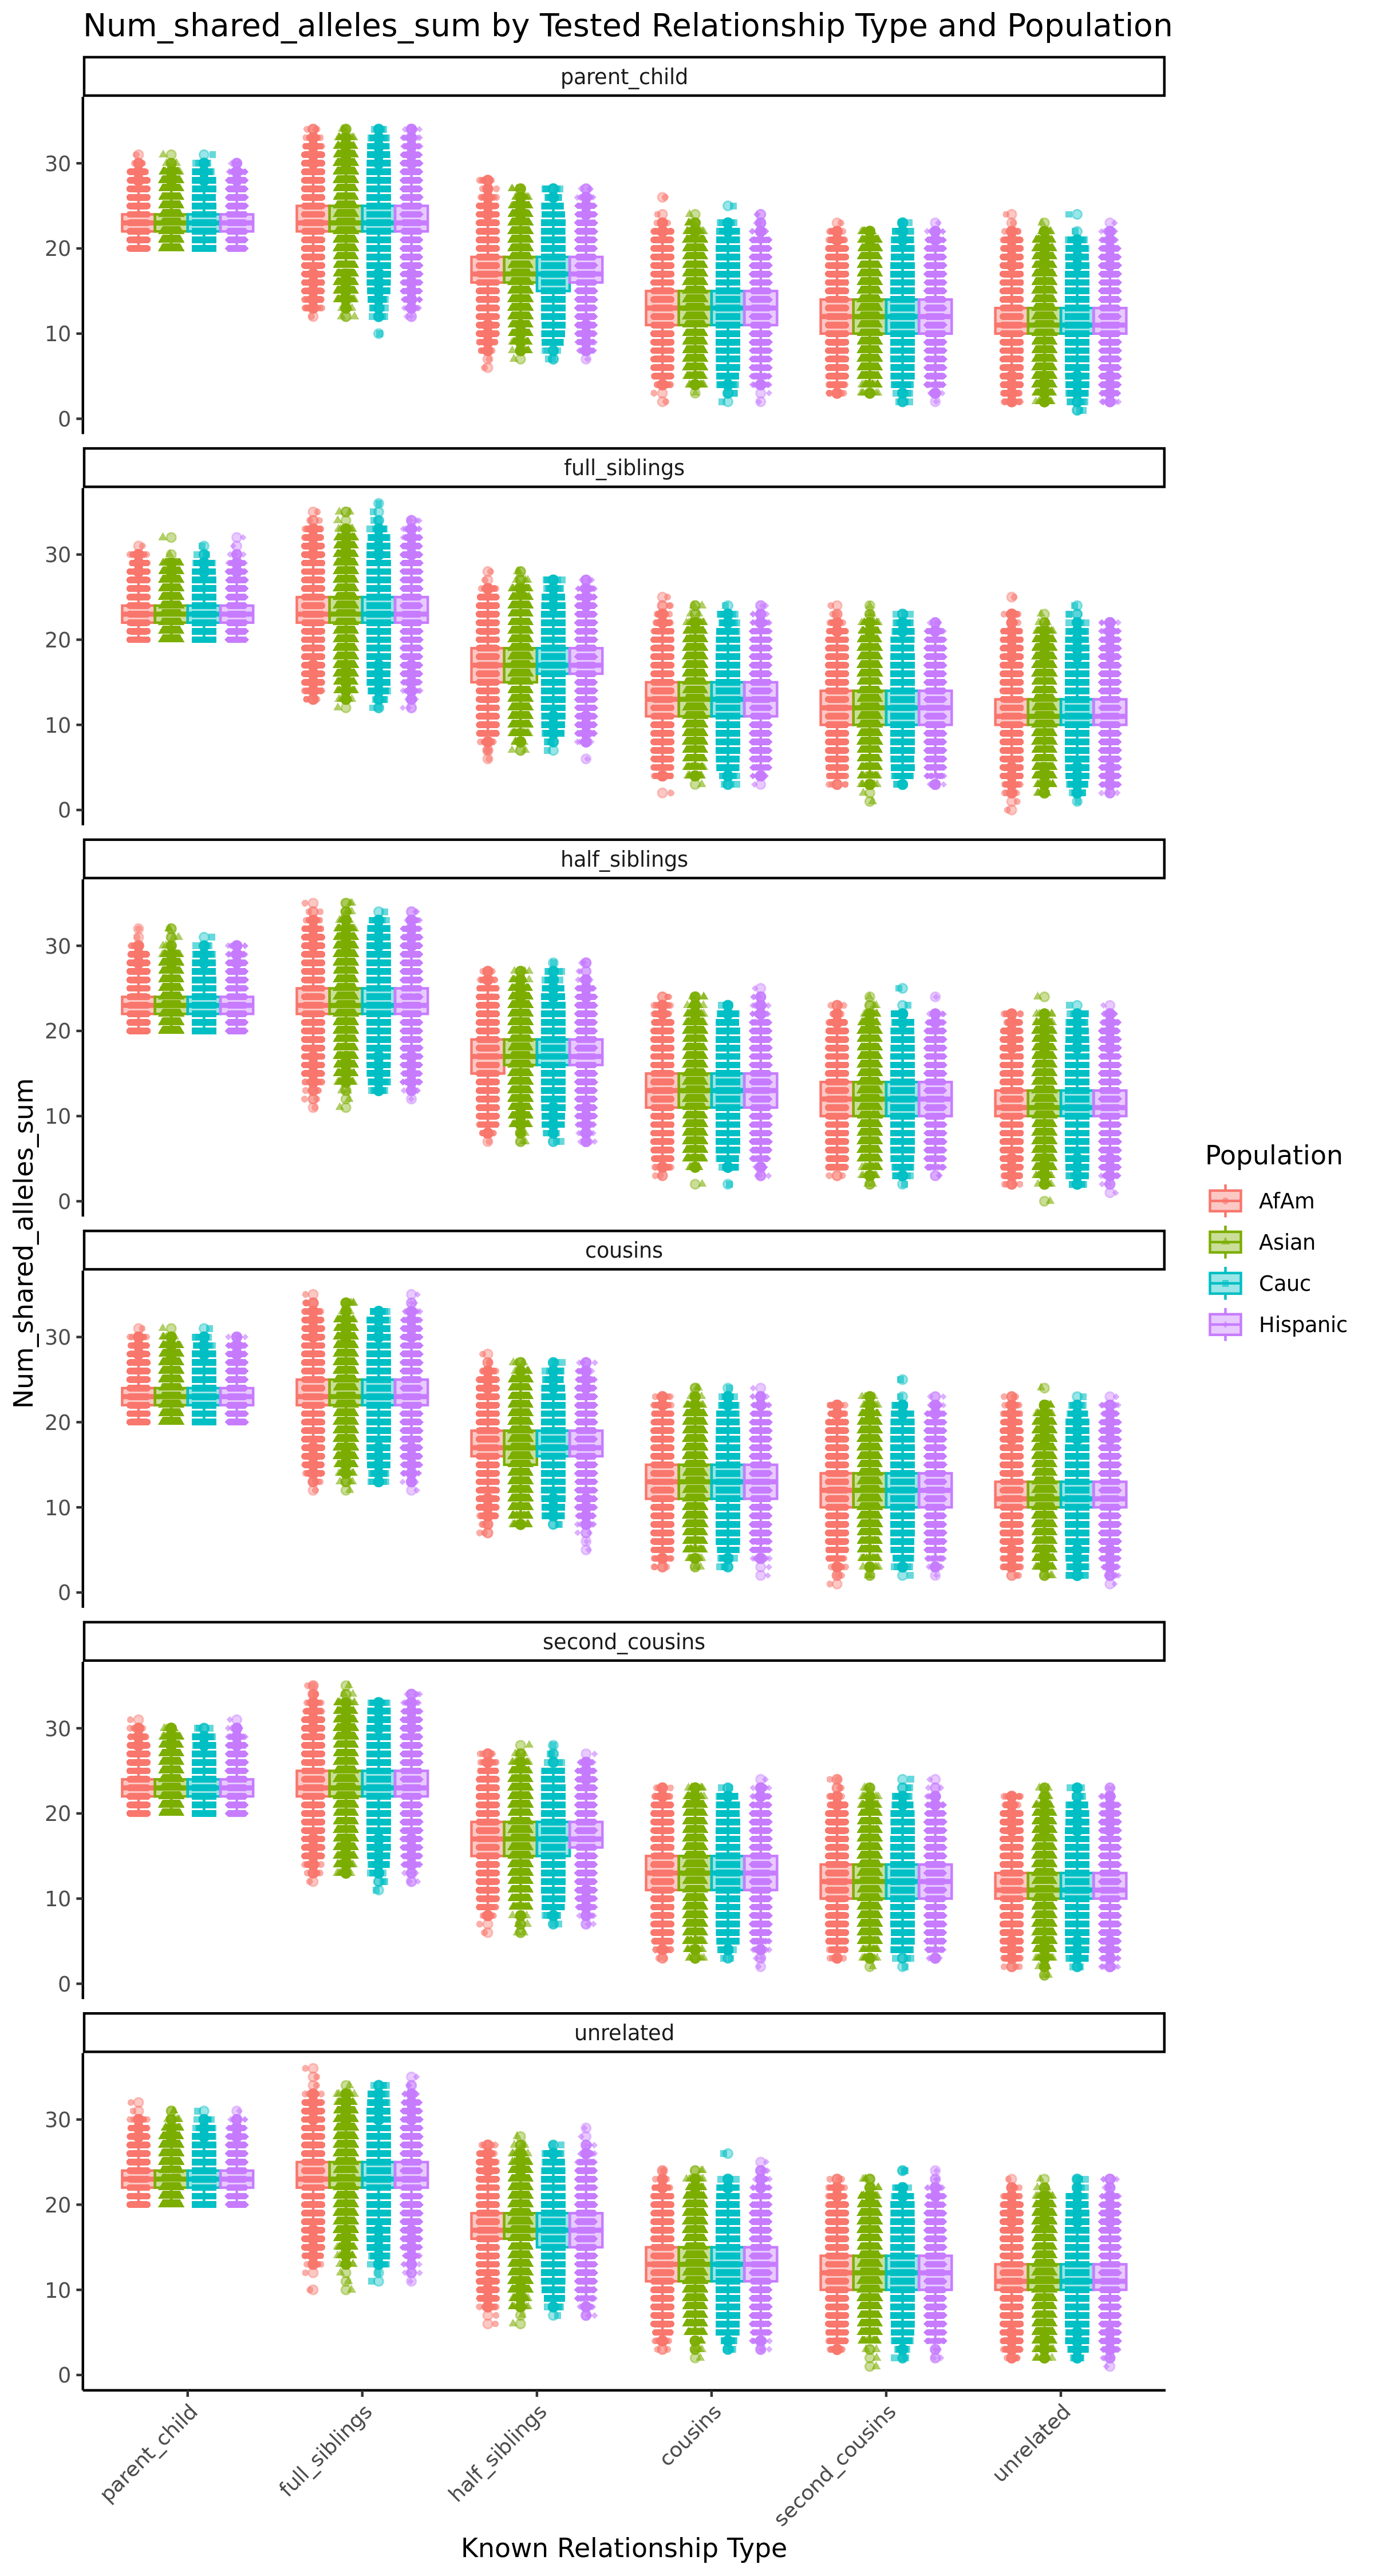 Num_shared_alleles_sum by Tested Relationship Type and Population
parent_child
30
20
10
0
full_siblings
30
20
10
0
half_siblings
30
20
10
0
cousins
30
20
10
0
second_cousins
30
20
10
0
unrelated
30
20
10
0
Num_shared_alleles_sum
parent_child
full_siblings
half_siblings
cousins
second_cousins
unrelated
Known Relationship Type
Population
AfAm
Asian
Cauc
Hispanic